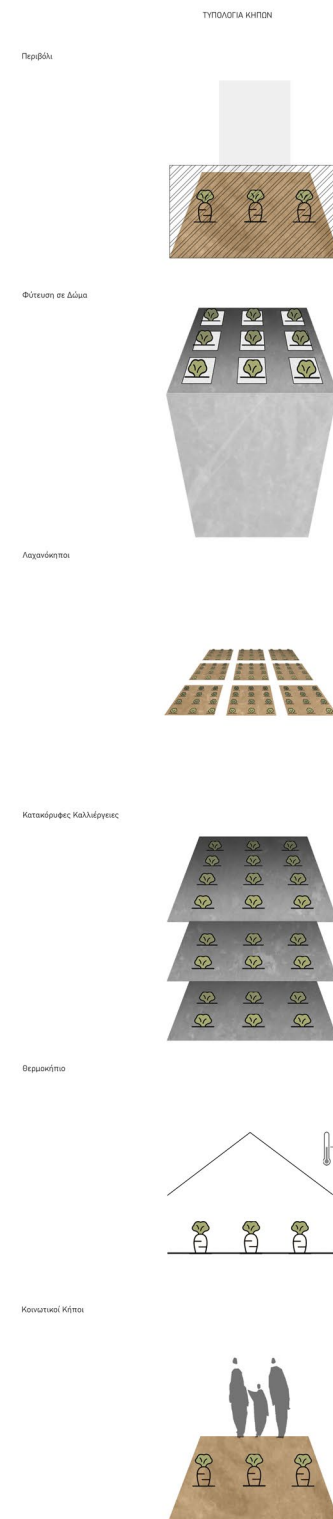 ΤΥΠΟΛΟΓΙΑ ΚΗΠΩΝ
Περιβόλι
Φύτευση σε Δώμα
Λαχανόκηποι
Κατακόρυφες Καλλιέργειες
Θερμοκήπιο
Κοινωτικοί Κήποι